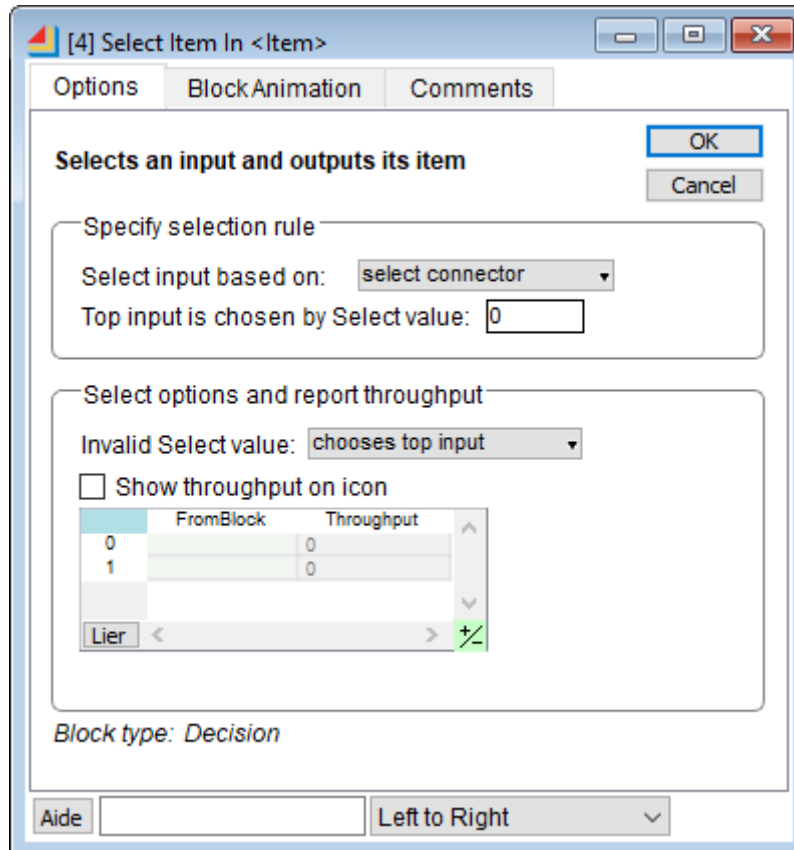 [4] Select Item In <Item>
Options Block Animation Comments
Selects an input and outputs its item
OK
Cancel
Specify selection rule
Select input based on: select connector
Top input is chosen by Select value: 0
Select options and report throughput
Invalid Select value: chooses top input
Show throughput on icon
FromBlock Throughput
0 0
1 0
Lier +/-
Block type: Decision
Aide Left to Right